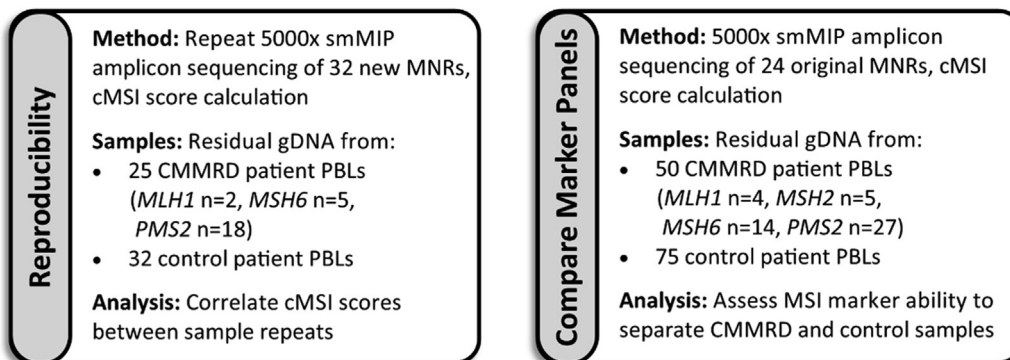 Reproducibility
Method: Repeat 5000x smMIP
amplicon sequencing of 32 new MNRs,
cMSI score calculation
Samples: Residual gDNA from:
• 25 CMMRD patient PBLs
(MLH1 n=2, MSH6 n=5,
PMS2 n=18)
• 32 control patient PBLs
Analysis: Correlate cMSI scores
between sample repeats
Compare Marker Panels
Method: 5000x smMIP amplicon
sequencing of 24 original MNRs, cMSI
score calculation
Samples: Residual gDNA from:
• 50 CMMRD patient PBLs
(MLH1 n=4, MSH2 n=5,
MSH6 n=14, PMS2 n=27)
• 75 control patient PBLs
Analysis: Assess MSI marker ability to
separate CMMRD and control samples